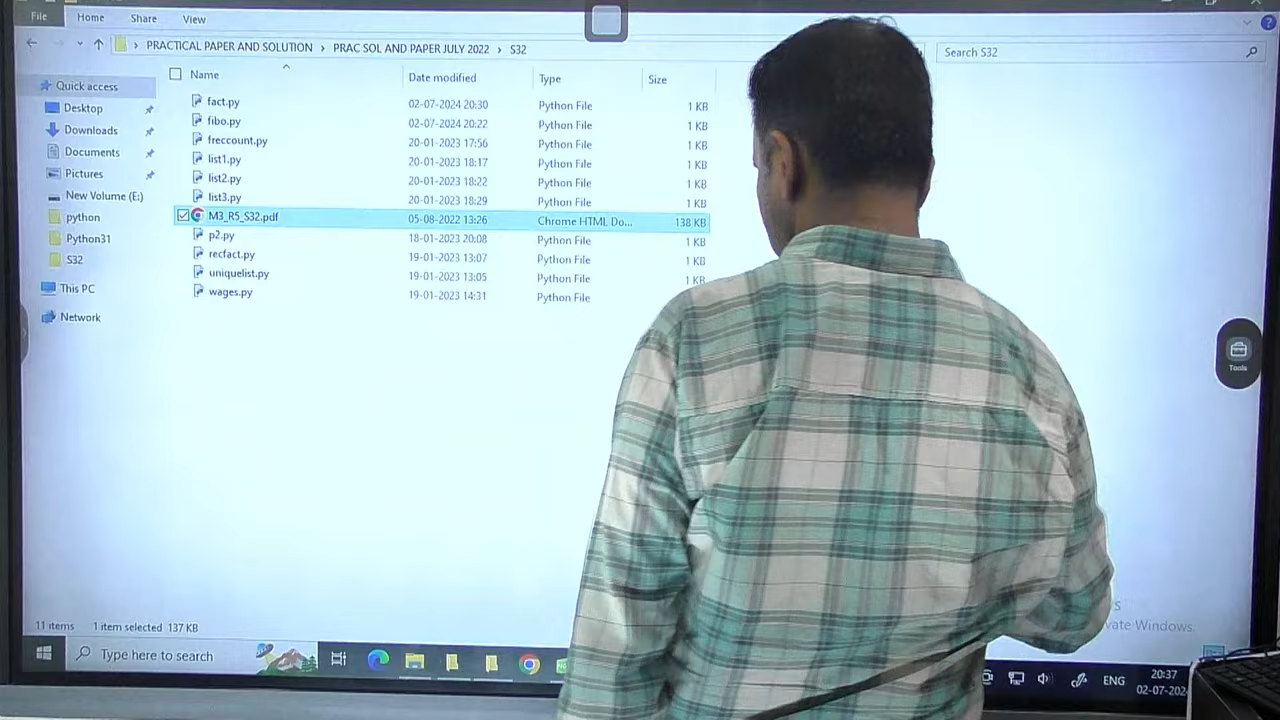 File Home Share View
PRACTICAL PAPER AND SOLUTION › PRAC SOL AND PAPER JULY 2022 › S32
Search S32
Name Date modified Type Size
Quick access
Desktop
Downloads
Documents
Pictures
New Volume (E:)
python
Python31
S32
This PC
Network
fact.py 02-07-2024 20:30 Python File 1 KB
fibo.py 02-07-2024 20:22 Python File 1 KB
freccount.py 20-01-2023 17:56 Python File 1 KB
list1.py 20-01-2023 18:17 Python File 1 KB
list2.py 20-01-2023 18:22 Python File 1 KB
list3.py 20-01-2023 18:29 Python File 1 KB
M3_R5_S32.pdf 05-08-2022 13:26 Chrome HTML Do... 138 KB
p2.py 18-01-2023 20:08 Python File 1 KB
recfact.py 19-01-2023 13:07 Python File 1 KB
uniquelist.py 19-01-2023 13:05 Python File 1 KB
wages.py 19-01-2023 14:31 Python File
Tools
vate Windows.
11 items 1 item selected 137 KB
Type here to search
ENG
20:37
02-07-2024